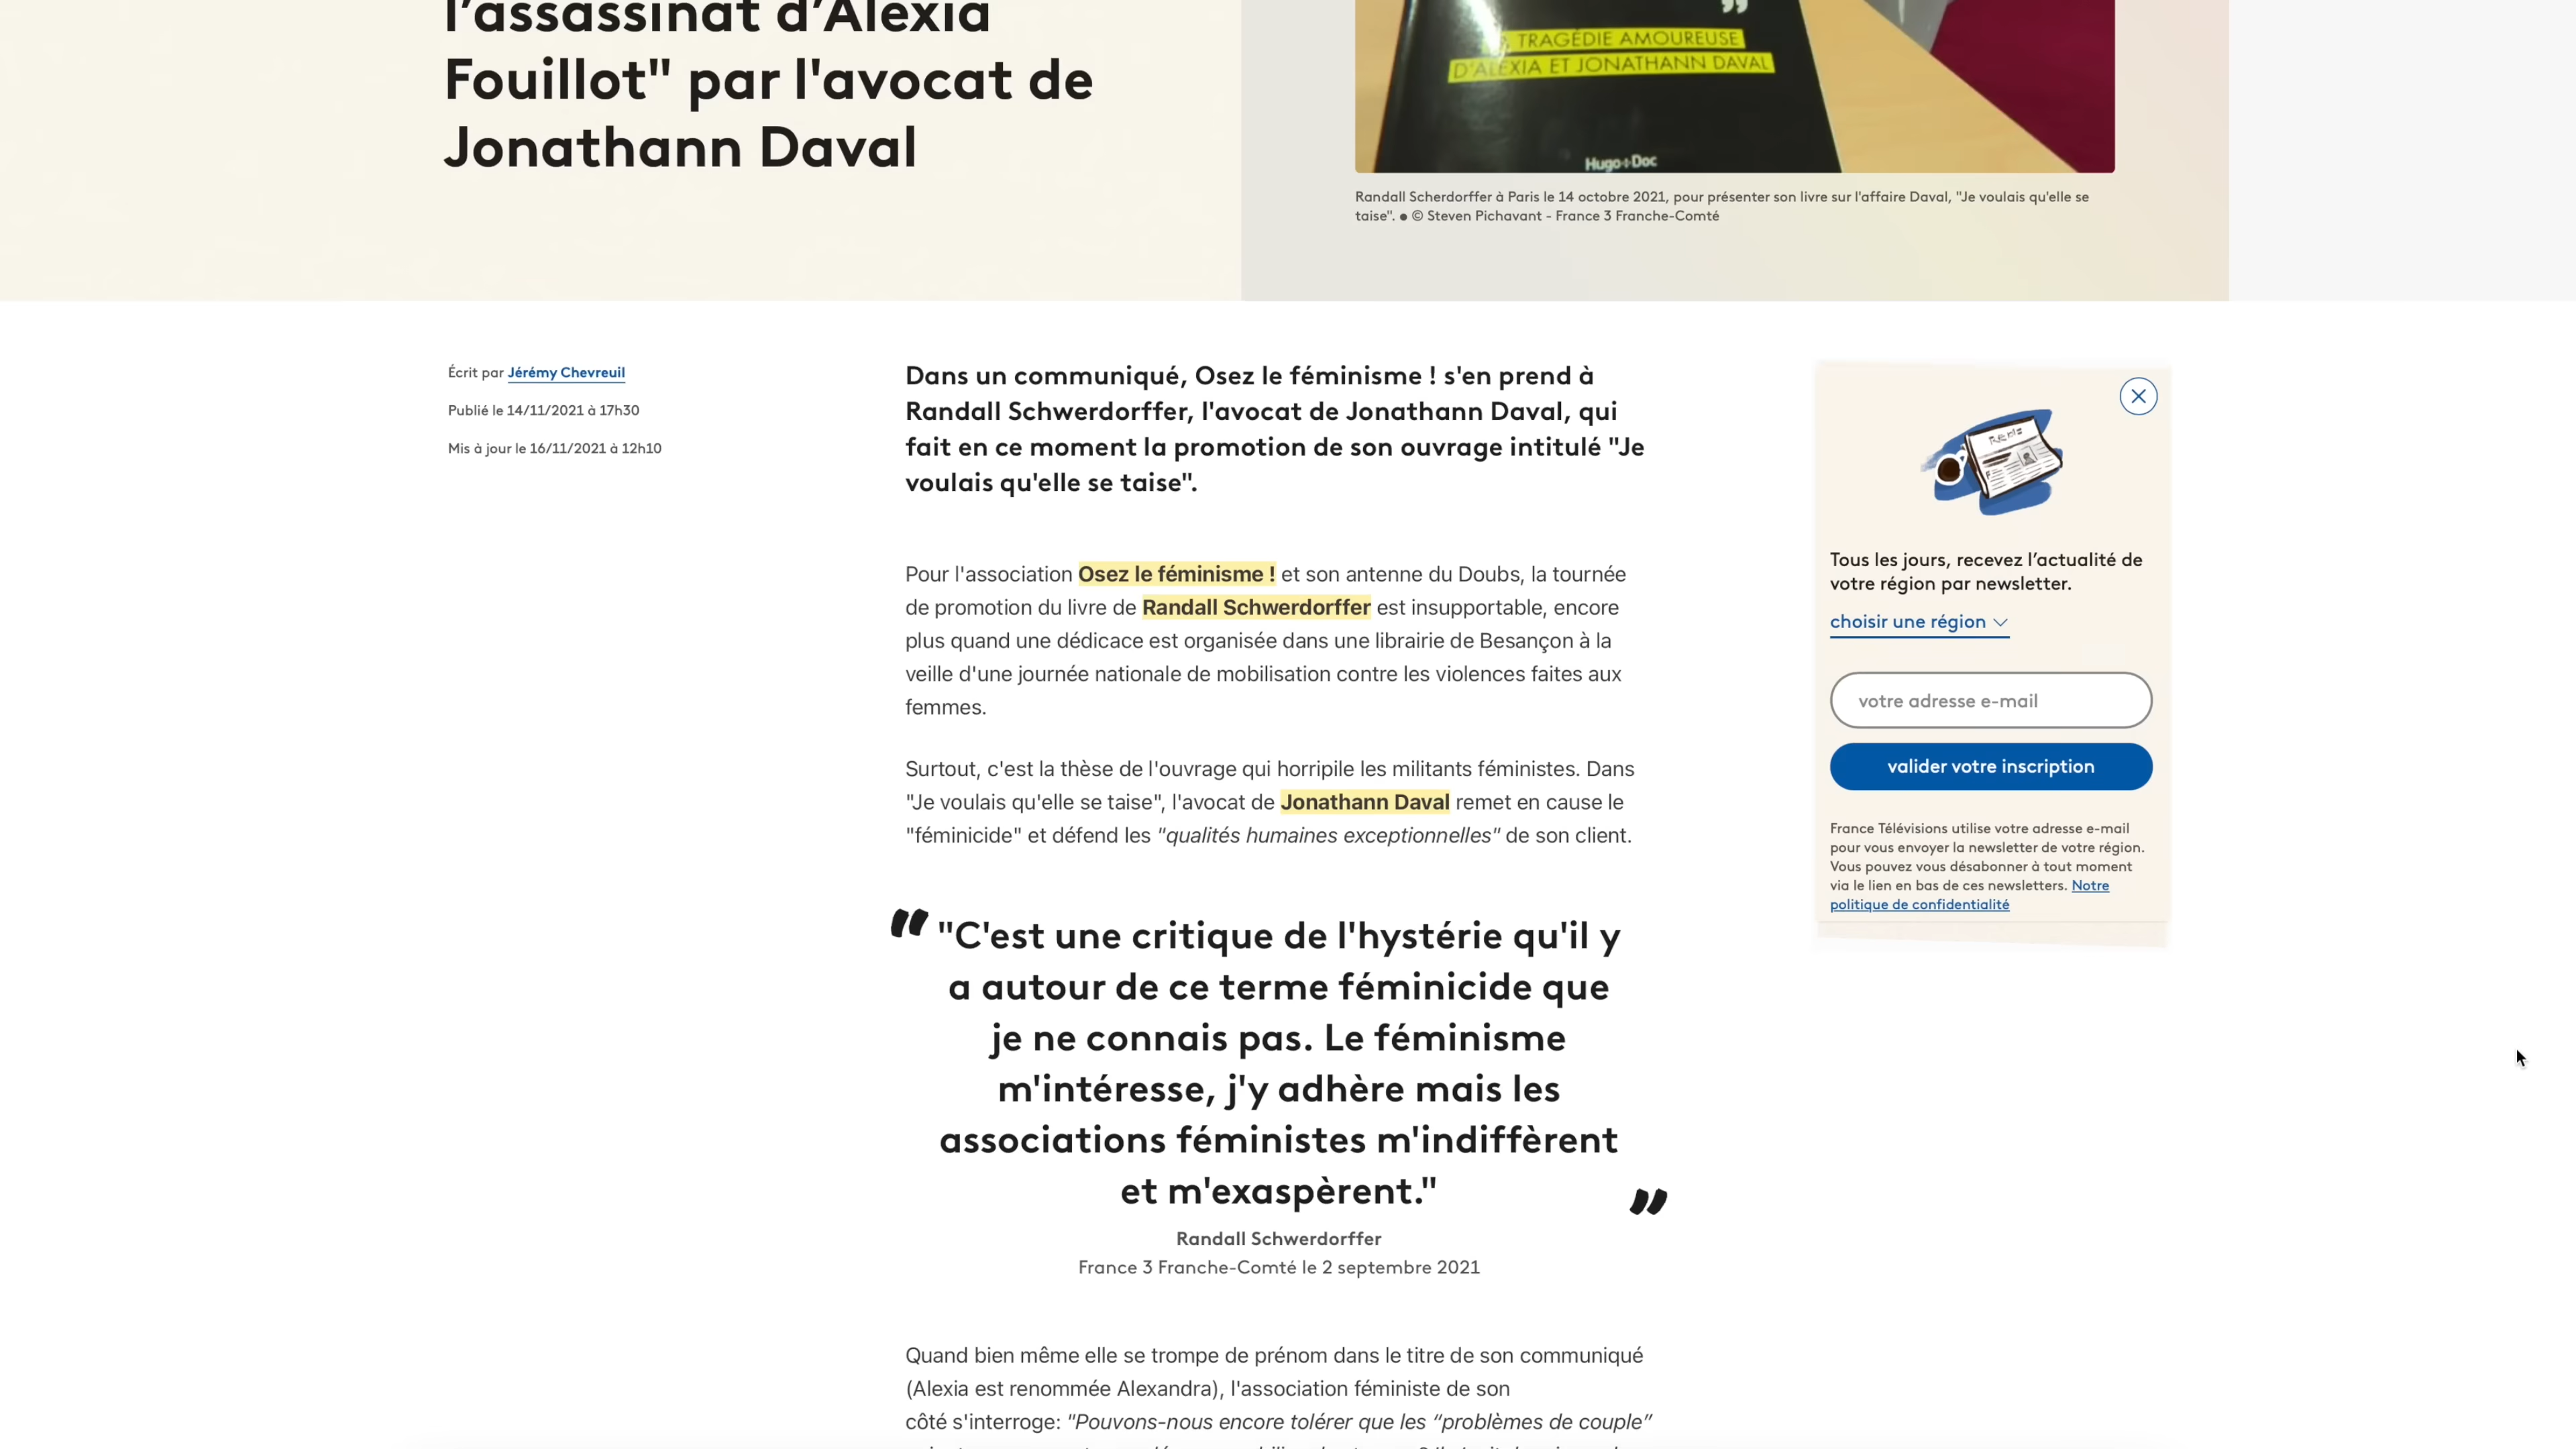 l'assassinat d'Alexia
Fouillot" par l'avocat de
Jonathann Daval
TRAGÉDIE AMOUREUSE
D'ALEXIA ET JONATHANN DAVAL
Hugo+Doc
Randall Scherdorffer à Paris le 14 octobre 2021, pour présenter son livre sur l'affaire Daval, "Je voulais qu'elle se
taise". • © Steven Pichavant - France 3 Franche-Comté
Écrit par Jérémy Chevreuil
Publié le 14/11/2021 à 17h30
Mis à jour le 16/11/2021 à 12h10
Dans un communiqué, Osez le féminisme ! s'en prend à
Randall Schwerdorffer, l'avocat de Jonathann Daval, qui
fait en ce moment la promotion de son ouvrage intitulé "Je
voulais qu'elle se taise".
Pour l'association Osez le féminisme ! et son antenne du Doubs, la tournée
de promotion du livre de Randall Schwerdorffer est insupportable, encore
plus quand une dédicace est organisée dans une librairie de Besançon à la
veille d'une journée nationale de mobilisation contre les violences faites aux
femmes.
Surtout, c'est la thèse de l'ouvrage qui horripile les militants féministes. Dans
"Je voulais qu'elle se taise", l'avocat de Jonathann Daval remet en cause le
"féminicide" et défend les "qualités humaines exceptionnelles" de son client.
"C'est une critique de l'hystérie qu'il y
a autour de ce terme féminicide que
je ne connais pas. Le féminisme
m'intéresse, j'y adhère mais les
associations féministes m'indiffèrent
et m'exaspèrent."
Randall Schwerdorffer
France 3 Franche-Comté le 2 septembre 2021
Quand bien même elle se trompe de prénom dans le titre de son communiqué
(Alexia est renommée Alexandra), l'association féministe de son
côté s'interroge: "Pouvons-nous encore tolérer que les “problèmes de couple”
Tous les jours, recevez l'actualité de
votre région par newsletter.
choisir une région
votre adresse e-mail
valider votre inscription
France Télévisions utilise votre adresse e-mail
pour vous envoyer la newsletter de votre région.
Vous pouvez vous désabonner à tout moment
via le lien en bas de ces newsletters. Notre
politique de confidentialité